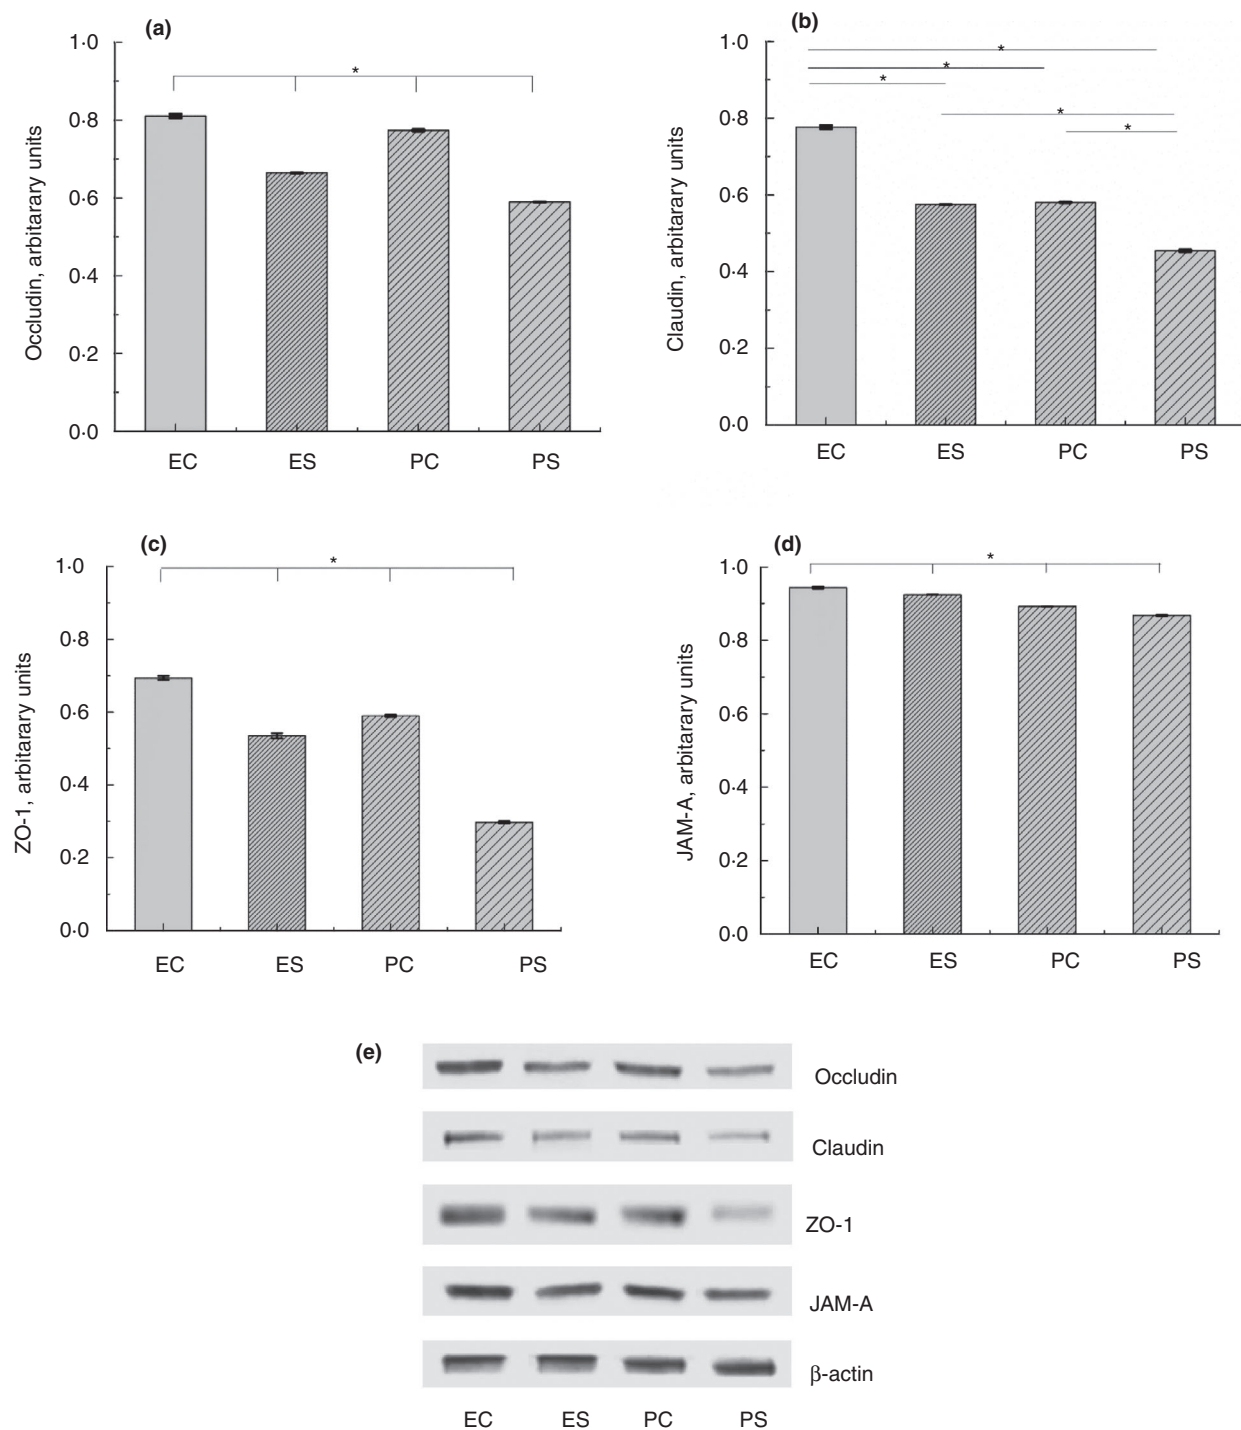 (a)
*
1·0
0·8
0·6
0·4
0·2
0·0
Occludin, arbitarary units
EC ES PC PS
(b)
*
*
*
*
*
1·0
0·8
0·6
0·4
0·2
0·0
Claudin, arbitarary units
EC ES PC PS
(c)
*
1·0
0·8
0·6
0·4
0·2
0·0
ZO-1, arbitarary units
EC ES PC PS
(d)
*
1·0
0·8
0·6
0·4
0·2
0·0
JAM-A, arbitarary units
EC ES PC PS
(e)
Occludin
Claudin
ZO-1
JAM-A
β-actin
EC ES PC PS